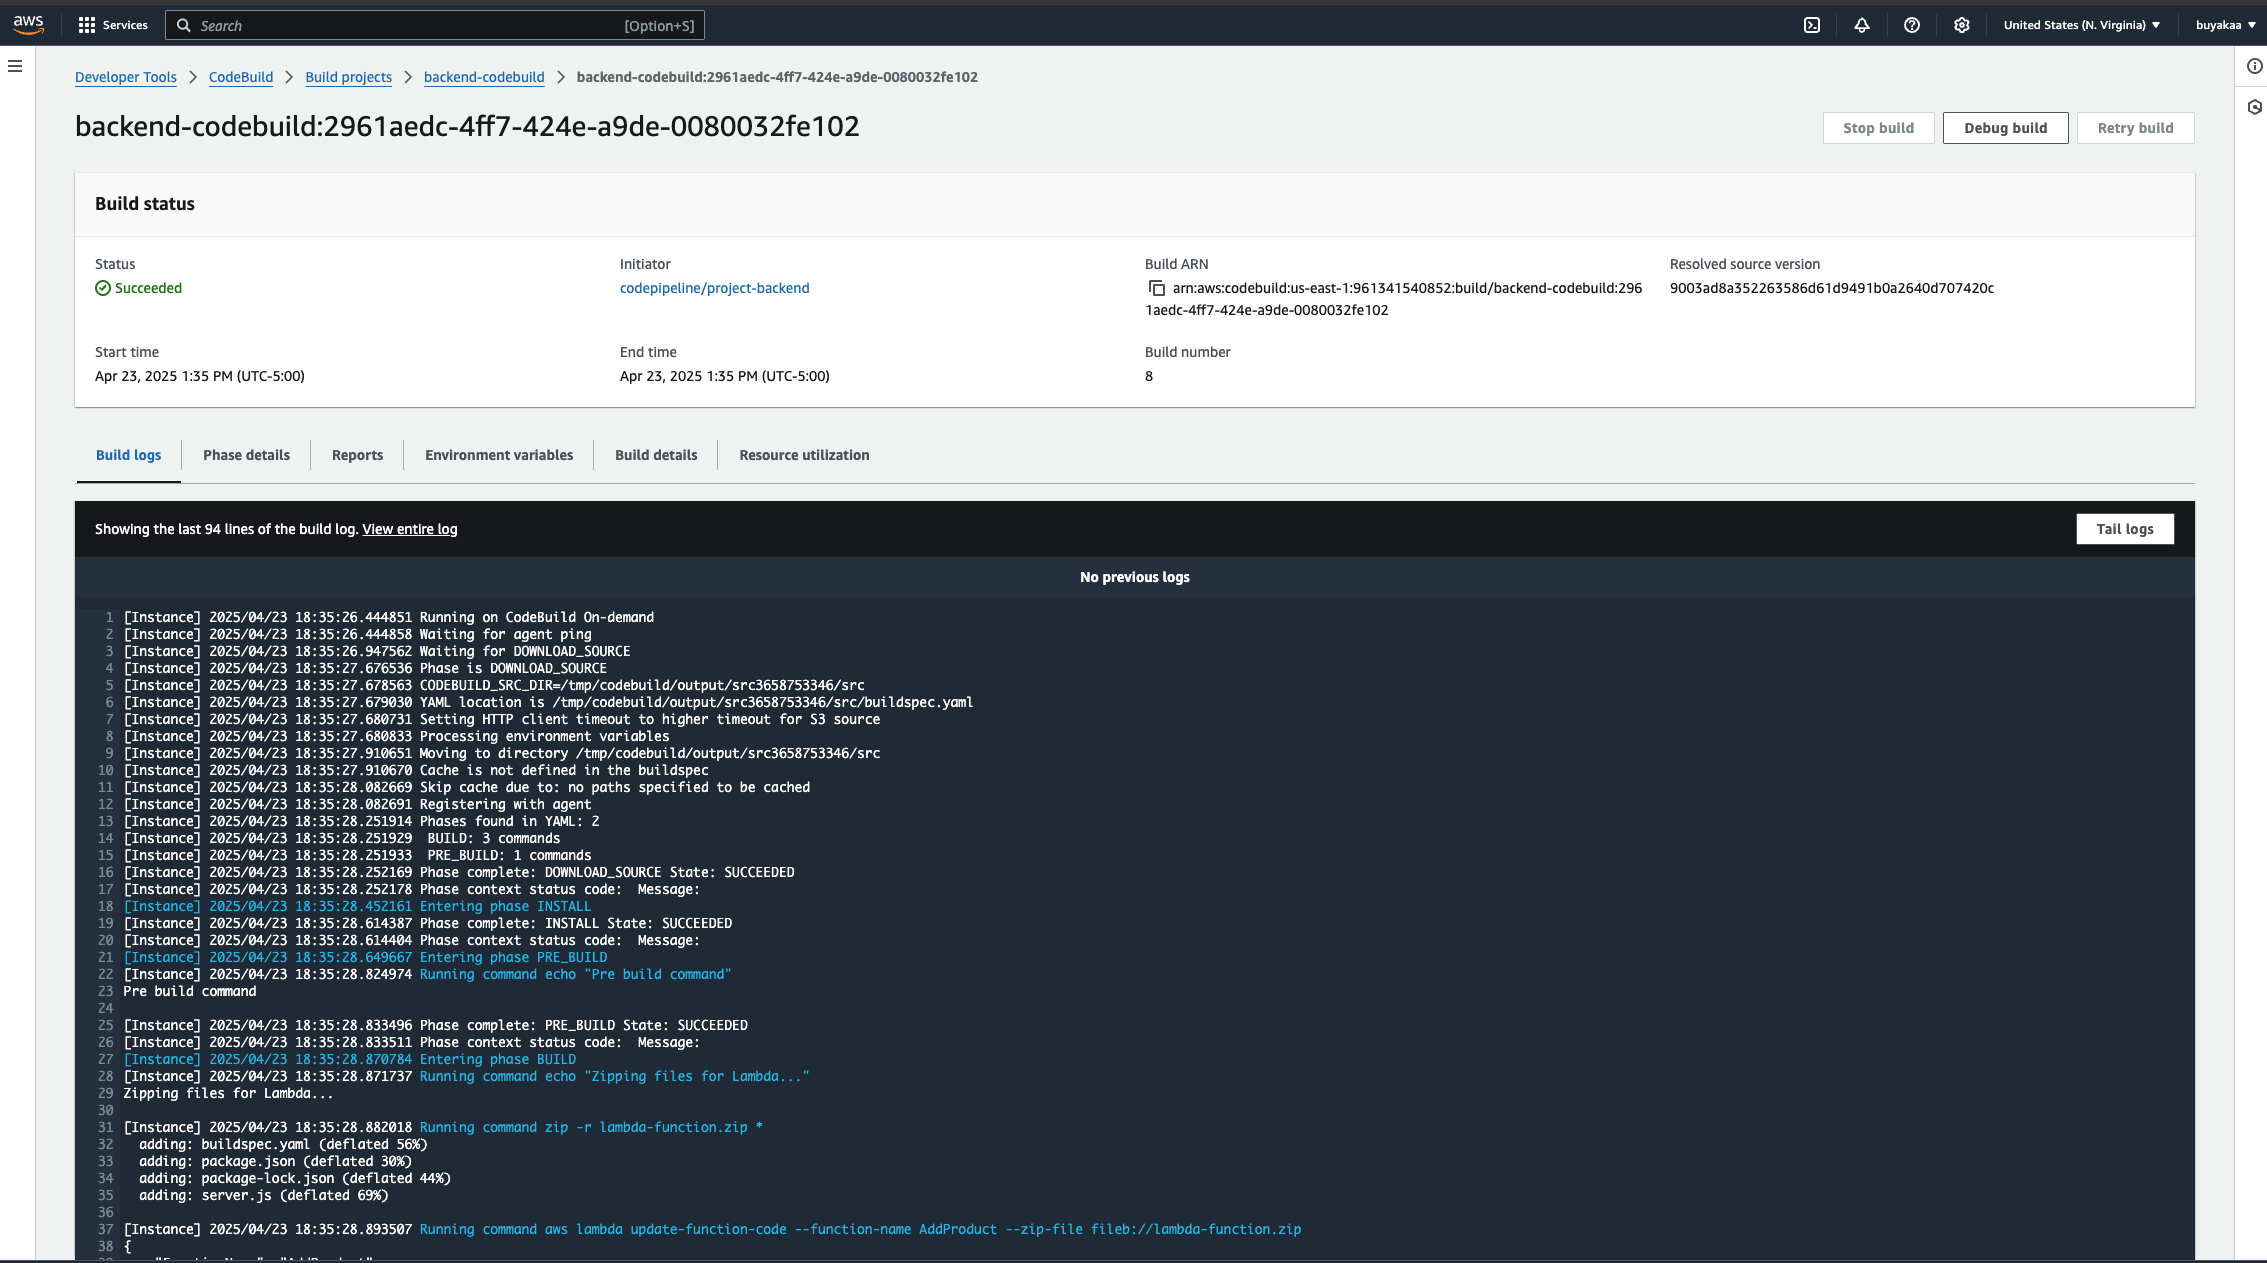 aws
Services
Search
[Option+S]
United States (N. Virginia)
buyakaa
Developer Tools
CodeBuild
Build projects
backend-codebuild
backend-codebuild:2961aedc-4ff7-424e-a9de-0080032fe102
backend-codebuild:2961aedc-4ff7-424e-a9de-0080032fe102
Stop build
Debug build
Retry build
Build status
Status
Succeeded
Initiator
codepipeline/project-backend
Build ARN
arn:aws:codebuild:us-east-1:961341540852:build/backend-codebuild:296
1aedc-4ff7-424e-a9de-0080032fe102
Resolved source version
9003ad8a352263586d61d9491b0a2640d707420c
Start time
Apr 23, 2025 1:35 PM (UTC-5:00)
End time
Apr 23, 2025 1:35 PM (UTC-5:00)
Build number
8
Build logs
Phase details
Reports
Environment variables
Build details
Resource utilization
Showing the last 94 lines of the build log. View entire log
Tail logs
No previous logs
1 [Instance] 2025/04/23 18:35:26.444851 Running on CodeBuild On-demand
2 [Instance] 2025/04/23 18:35:26.444858 Waiting for agent ping
3 [Instance] 2025/04/23 18:35:26.947562 Waiting for DOWNLOAD_SOURCE
4 [Instance] 2025/04/23 18:35:27.676536 Phase is DOWNLOAD_SOURCE
5 [Instance] 2025/04/23 18:35:27.678563 CODEBUILD_SRC_DIR=/tmp/codebuild/output/src3658753346/src
6 [Instance] 2025/04/23 18:35:27.679030 YAML location is /tmp/codebuild/output/src3658753346/src/buildspec.yaml
7 [Instance] 2025/04/23 18:35:27.680731 Setting HTTP client timeout to higher timeout for S3 source
8 [Instance] 2025/04/23 18:35:27.680833 Processing environment variables
9 [Instance] 2025/04/23 18:35:27.910651 Moving to directory /tmp/codebuild/output/src3658753346/src
10 [Instance] 2025/04/23 18:35:27.910670 Cache is not defined in the buildspec
11 [Instance] 2025/04/23 18:35:28.082669 Skip cache due to: no paths specified to be cached
12 [Instance] 2025/04/23 18:35:28.082691 Registering with agent
13 [Instance] 2025/04/23 18:35:28.251914 Phases found in YAML: 2
14 [Instance] 2025/04/23 18:35:28.251929  BUILD: 3 commands
15 [Instance] 2025/04/23 18:35:28.251933  PRE_BUILD: 1 commands
16 [Instance] 2025/04/23 18:35:28.252169 Phase complete: DOWNLOAD_SOURCE State: SUCCEEDED
17 [Instance] 2025/04/23 18:35:28.252178 Phase context status code:  Message:
18 [Instance] 2025/04/23 18:35:28.452161 Entering phase INSTALL
19 [Instance] 2025/04/23 18:35:28.614387 Phase complete: INSTALL State: SUCCEEDED
20 [Instance] 2025/04/23 18:35:28.614404 Phase context status code:  Message:
21 [Instance] 2025/04/23 18:35:28.649667 Entering phase PRE_BUILD
22 [Instance] 2025/04/23 18:35:28.824974 Running command echo "Pre build command"
23 Pre build command
24
25 [Instance] 2025/04/23 18:35:28.833496 Phase complete: PRE_BUILD State: SUCCEEDED
26 [Instance] 2025/04/23 18:35:28.833511 Phase context status code:  Message:
27 [Instance] 2025/04/23 18:35:28.870784 Entering phase BUILD
28 [Instance] 2025/04/23 18:35:28.871737 Running command echo "Zipping files for Lambda..."
29 Zipping files for Lambda...
30
31 [Instance] 2025/04/23 18:35:28.882018 Running command zip -r lambda-function.zip *
32   adding: buildspec.yaml (deflated 56%)
33   adding: package.json (deflated 30%)
34   adding: package-lock.json (deflated 44%)
35   adding: server.js (deflated 69%)
36
37 [Instance] 2025/04/23 18:35:28.893507 Running command aws lambda update-function-code --function-name AddProduct --zip-file fileb://lambda-function.zip
38 {